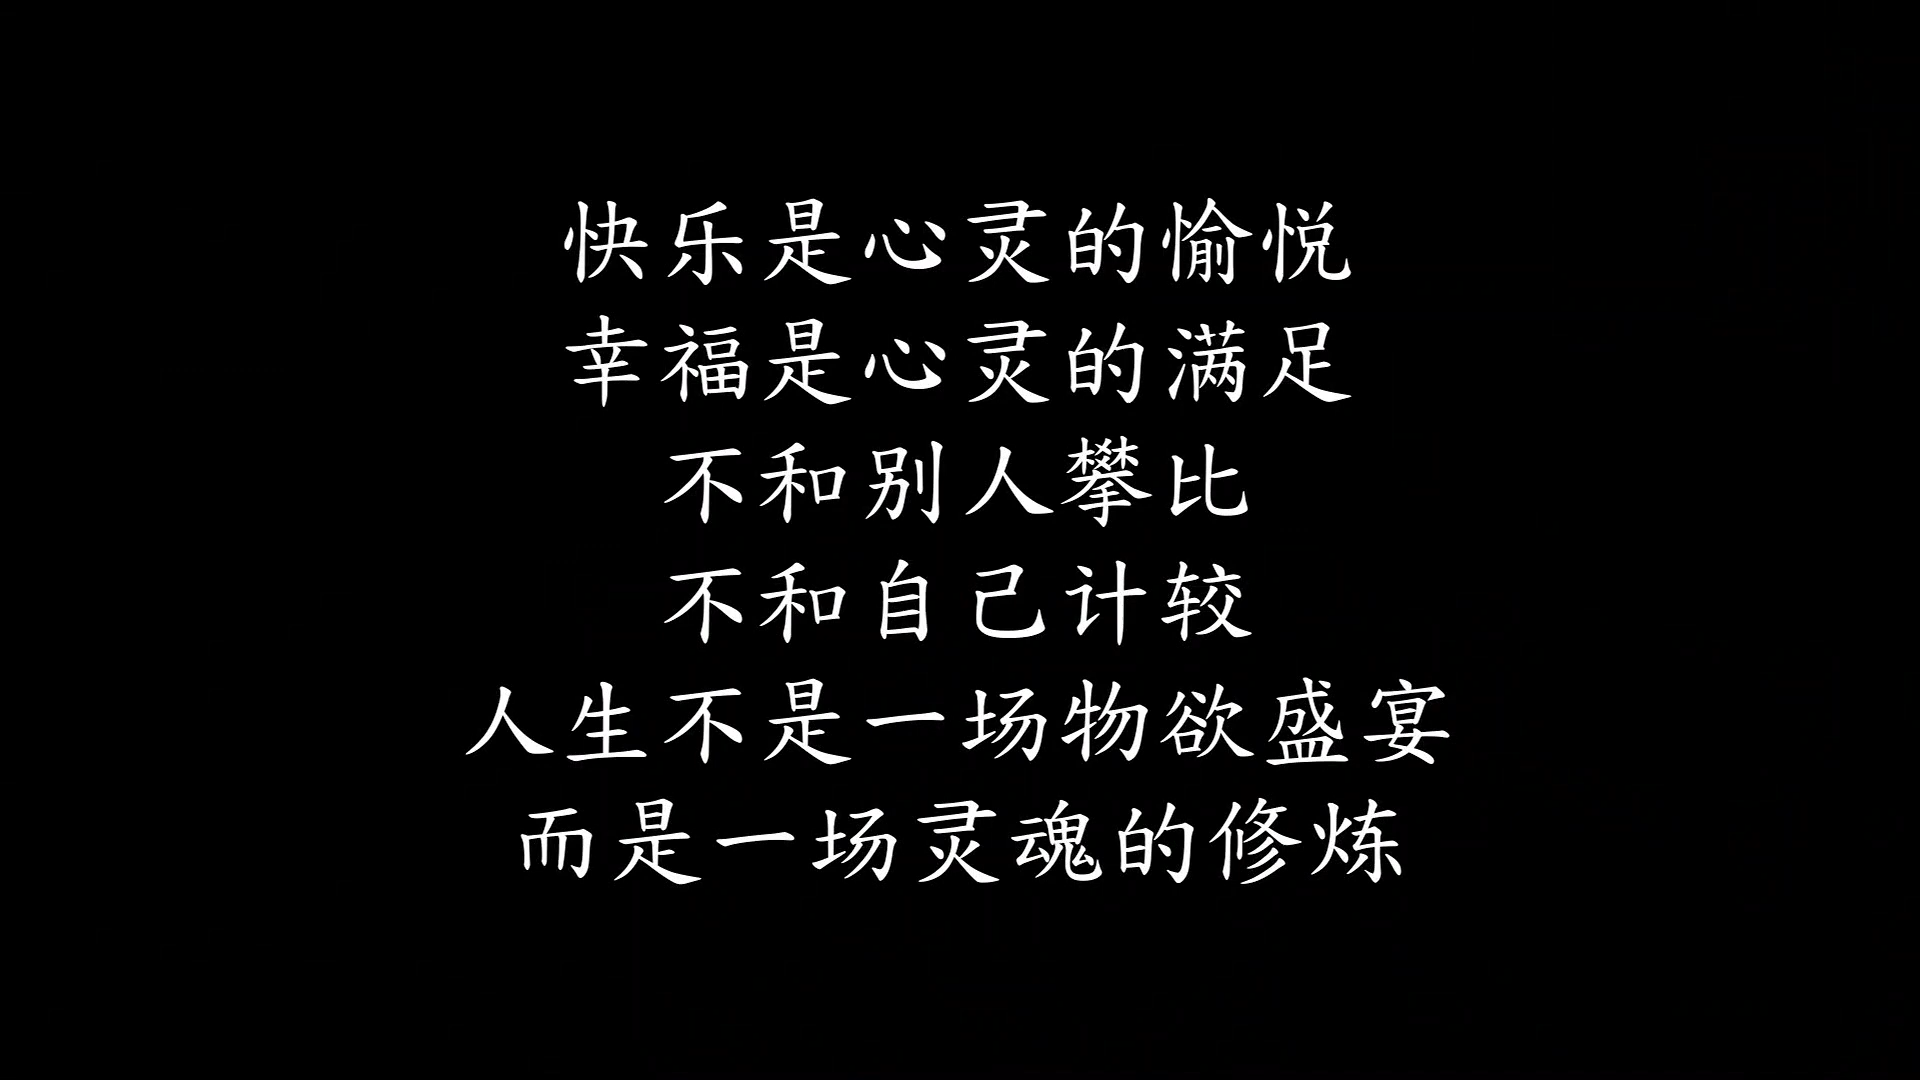 快乐是心灵的愉悦
幸福是心灵的满足
不和别人攀比
不和自己计较
人生不是一场物欲盛宴
而是一场灵魂的修炼